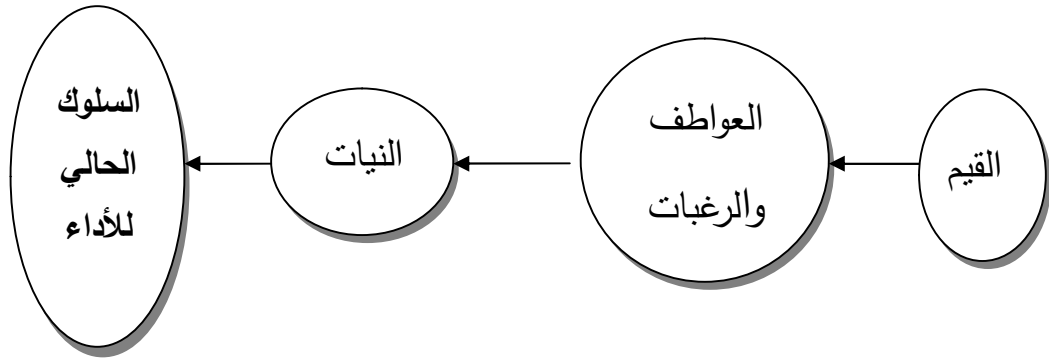 القيم
العواطف
والرغبات
النيات
السلوك
الحالي
للأداء